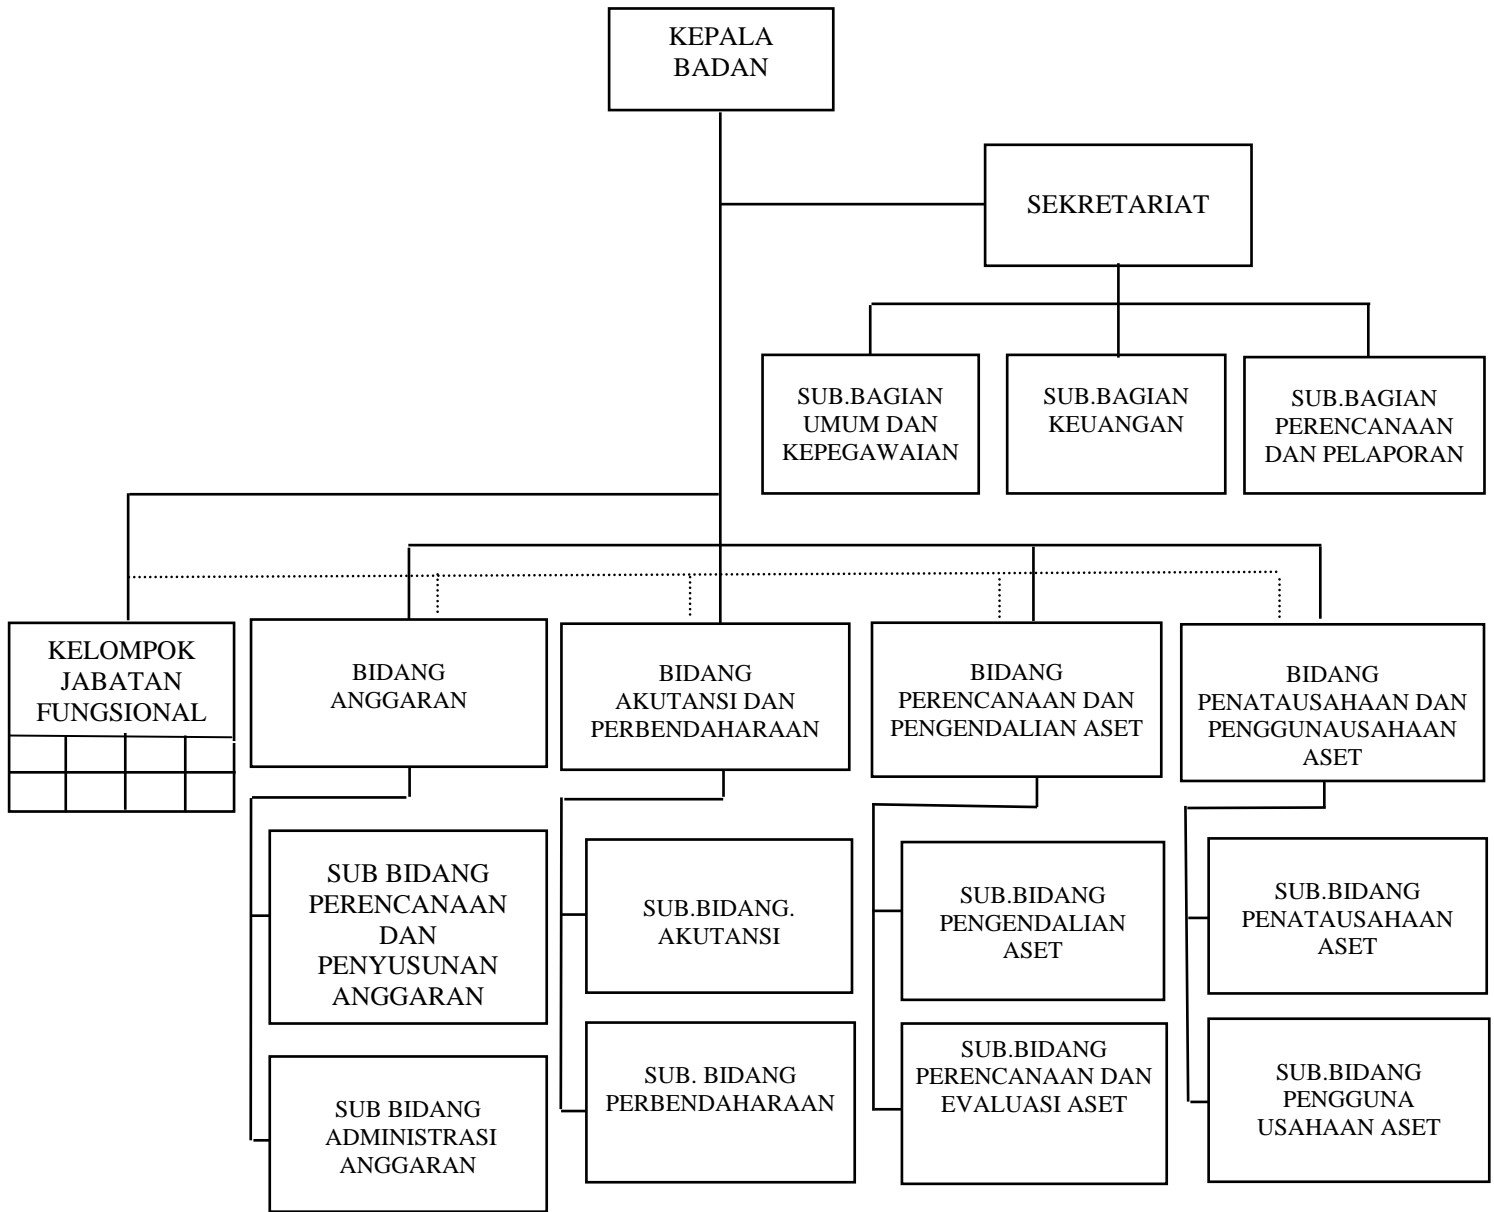 KEPALA
BADAN
SEKRETARIAT
SUB.BAGIAN
UMUM DAN
KEPEGAWAIAN
SUB.BAGIAN
KEUANGAN
SUB.BAGIAN
PERENCANAAN
DAN PELAPORAN
KELOMPOK
JABATAN
FUNGSIONAL
BIDANG
ANGGARAN
BIDANG
AKUTANSI DAN
PERBENDAHARAAN
BIDANG
PERENCANAAN DAN
PENGENDALIAN ASET
BIDANG
PENATAUSAHAAN DAN
PENGGUNAUSAHAAN
ASET
SUB BIDANG
PERENCANAAN
DAN
PENYUSUNAN
ANGGARAN
SUB.BIDANG.
AKUTANSI
SUB.BIDANG
PENGENDALIAN
ASET
SUB.BIDANG
PENATAUSAHAAN
ASET
SUB BIDANG
ADMINISTRASI
ANGGARAN
SUB. BIDANG
PERBENDAHARAAN
SUB.BIDANG
PERENCANAAN DAN
EVALUASI ASET
SUB.BIDANG
PENGGUNA
USAHAAN ASET